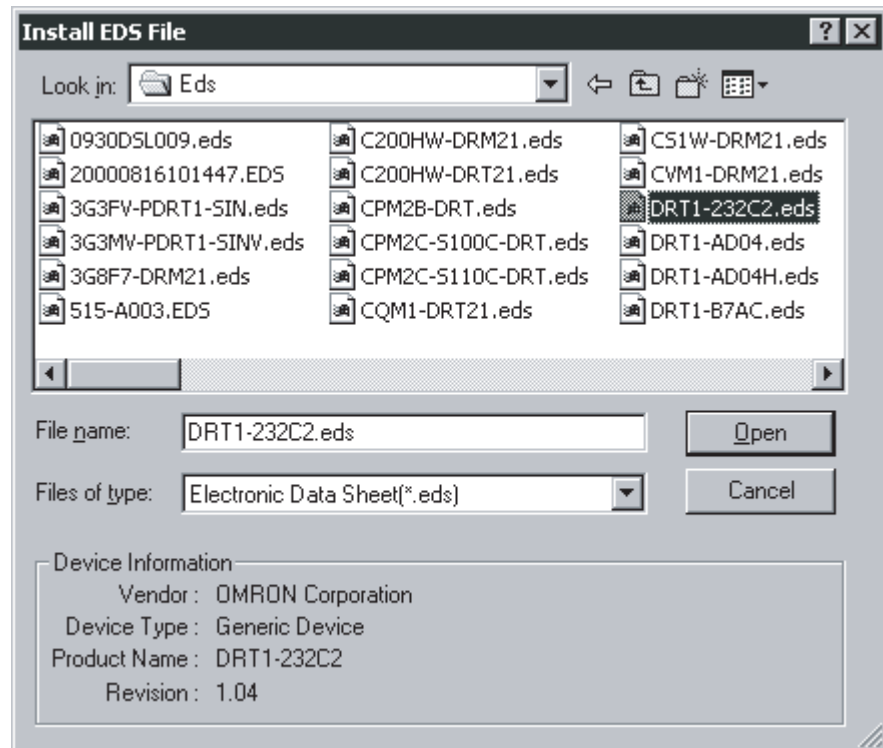 Install EDS File
Look in: Eds
0930DSL009.eds
20000816101447.EDS
3G3FV-PDRT1-SIN.eds
3G3MV-PDRT1-SINV.eds
3G8F7-DRM21.eds
515-A003.EDS
C200HW-DRM21.eds
C200HW-DRT21.eds
CPM2B-DRT.eds
CPM2C-S100C-DRT.eds
CPM2C-S110C-DRT.eds
CQM1-DRT21.eds
CS1W-DRM21.eds
CVM1-DRM21.eds
DRT1-232C2.eds
DRT1-AD04.eds
DRT1-AD04H.eds
DRT1-B7AC.eds
File name: DRT1-232C2.eds
Open
Files of type: Electronic Data Sheet(*.eds)
Cancel
Device Information
Vendor : OMRON Corporation
Device Type : Generic Device
Product Name : DRT1-232C2
Revision : 1.04